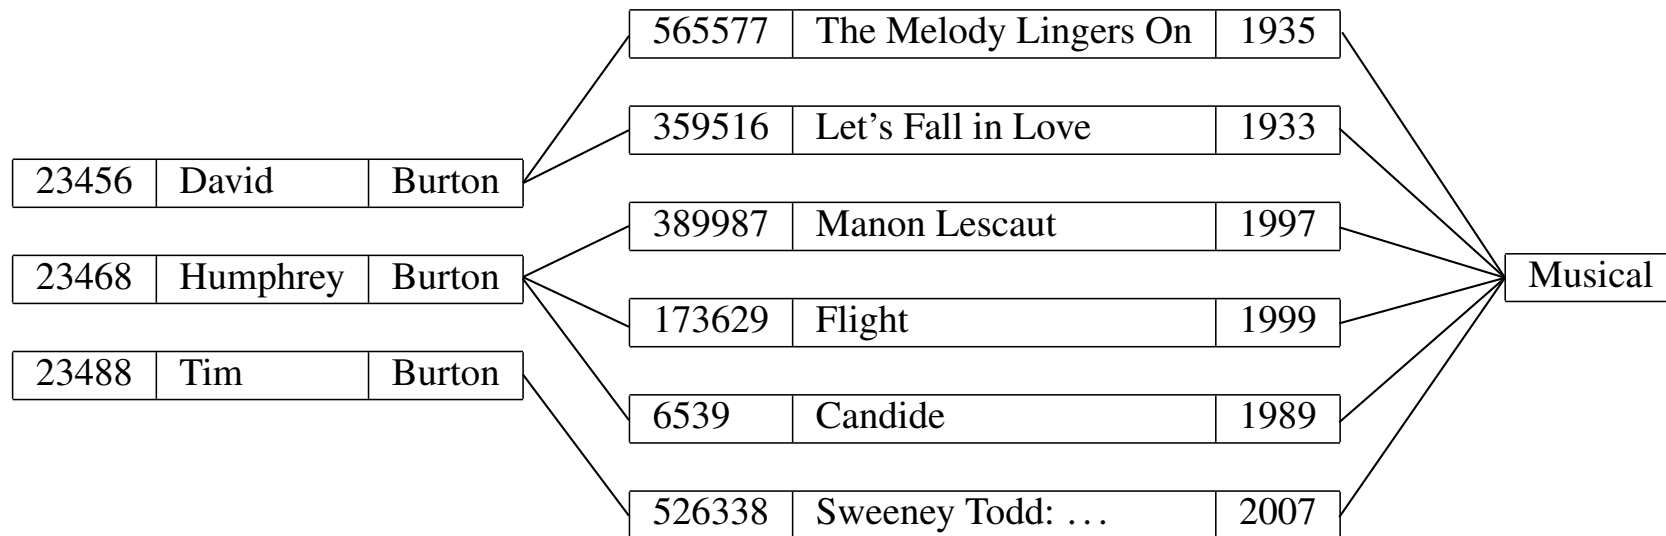 23456 David Burton
23468 Humphrey Burton
23488 Tim Burton
565577 The Melody Lingers On 1935
359516 Let's Fall in Love 1933
389987 Manon Lescaut 1997
173629 Flight 1999
6539 Candide 1989
526338 Sweeney Todd: ... 2007
Musical